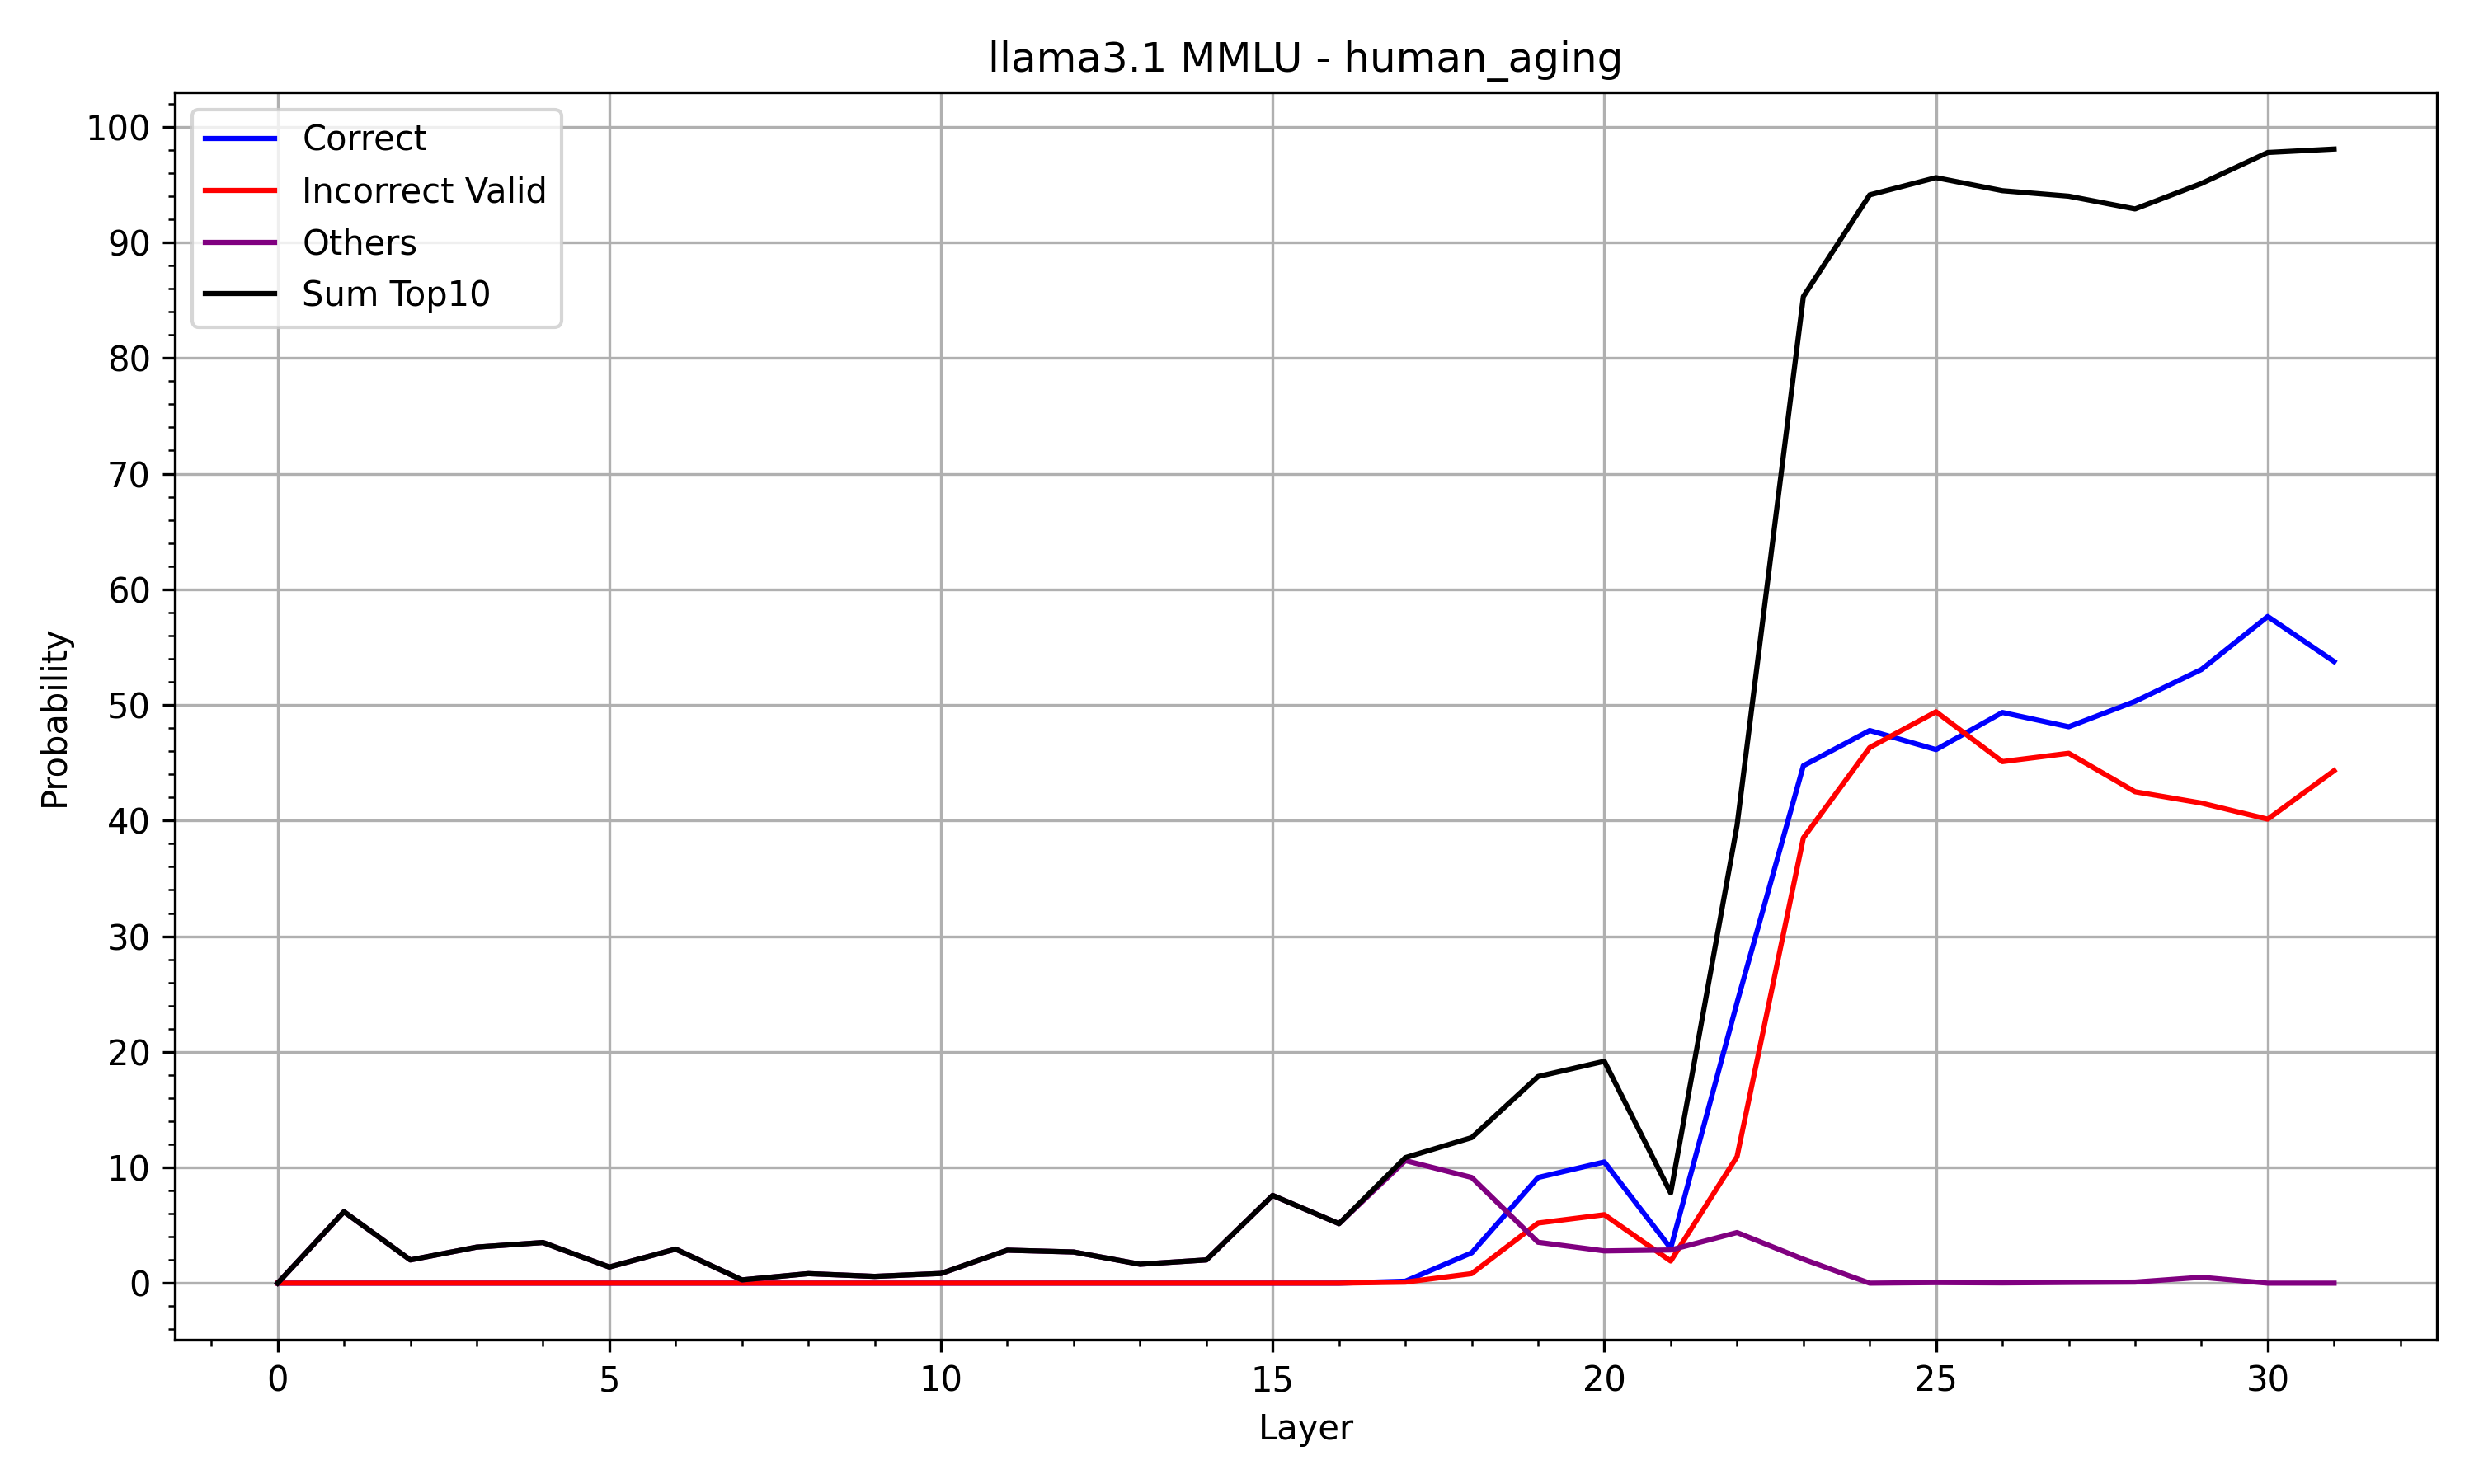 llama3.1 MMLU - human_aging
Correct
Incorrect Valid
Others
Sum Top10
100
90
80
70
60
50
40
30
20
10
0
Probability
0 5 10 15 20 25 30
Layer